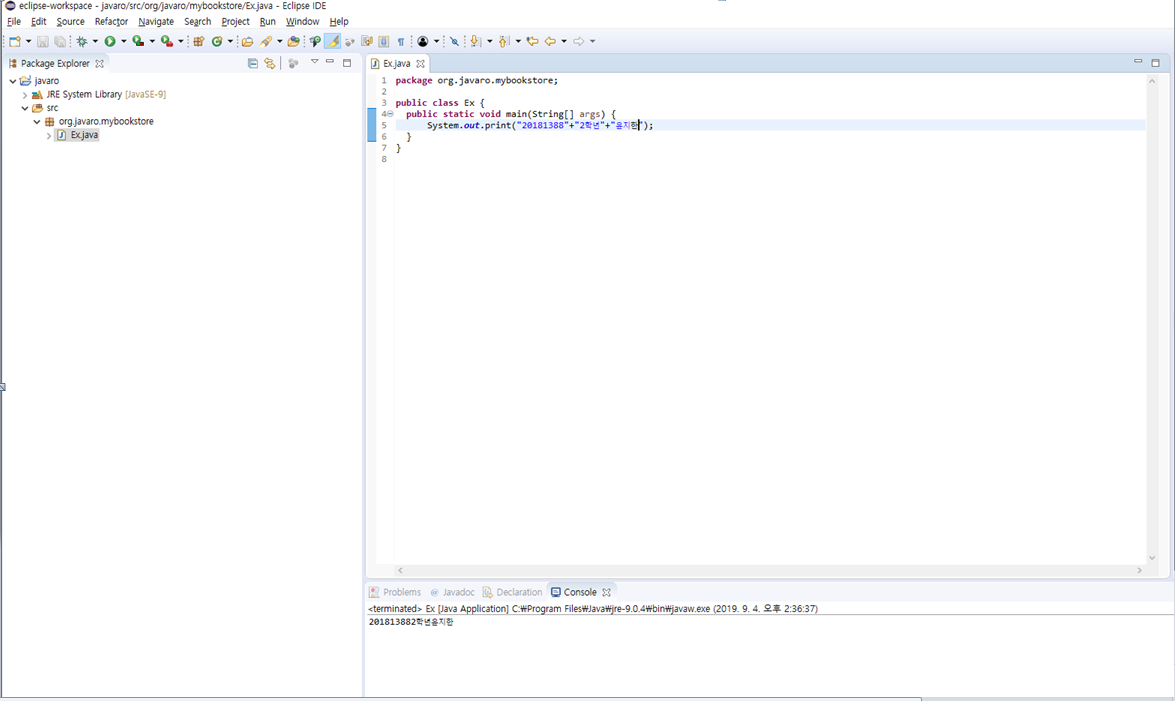 eclipse-workspace - javaro/src/org/javaro/mybookstore/Ex.java - Eclipse IDE
File Edit Source Refactor Navigate Search Project Run Window Help
Package Explorer
javaro
JRE System Library [JavaSE-9]
src
org.javaro.mybookstore
Ex.java
Ex.java
1 package org.javaro.mybookstore;
2
3 public class Ex {
4 public static void main(String[] args) {
5 System.out.print("20181388"+"2학년"+"윤지한");
6 }
7 }
8
Problems Javadoc Declaration Console
<terminated> Ex [Java Application] C:₩Program Files₩Java₩jre-9.0.4₩bin₩javaw.exe (2019. 9. 4. 오후 2:36:37)
201813882학년윤지한